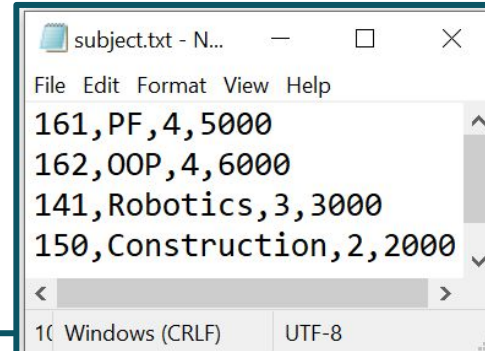 subject.txt - N...
File Edit Format View Help
161,PF,4,5000
162,OOP,4,6000
141,Robotics,3,3000
150,Construction,2,2000
Windows (CRLF) UTF-8